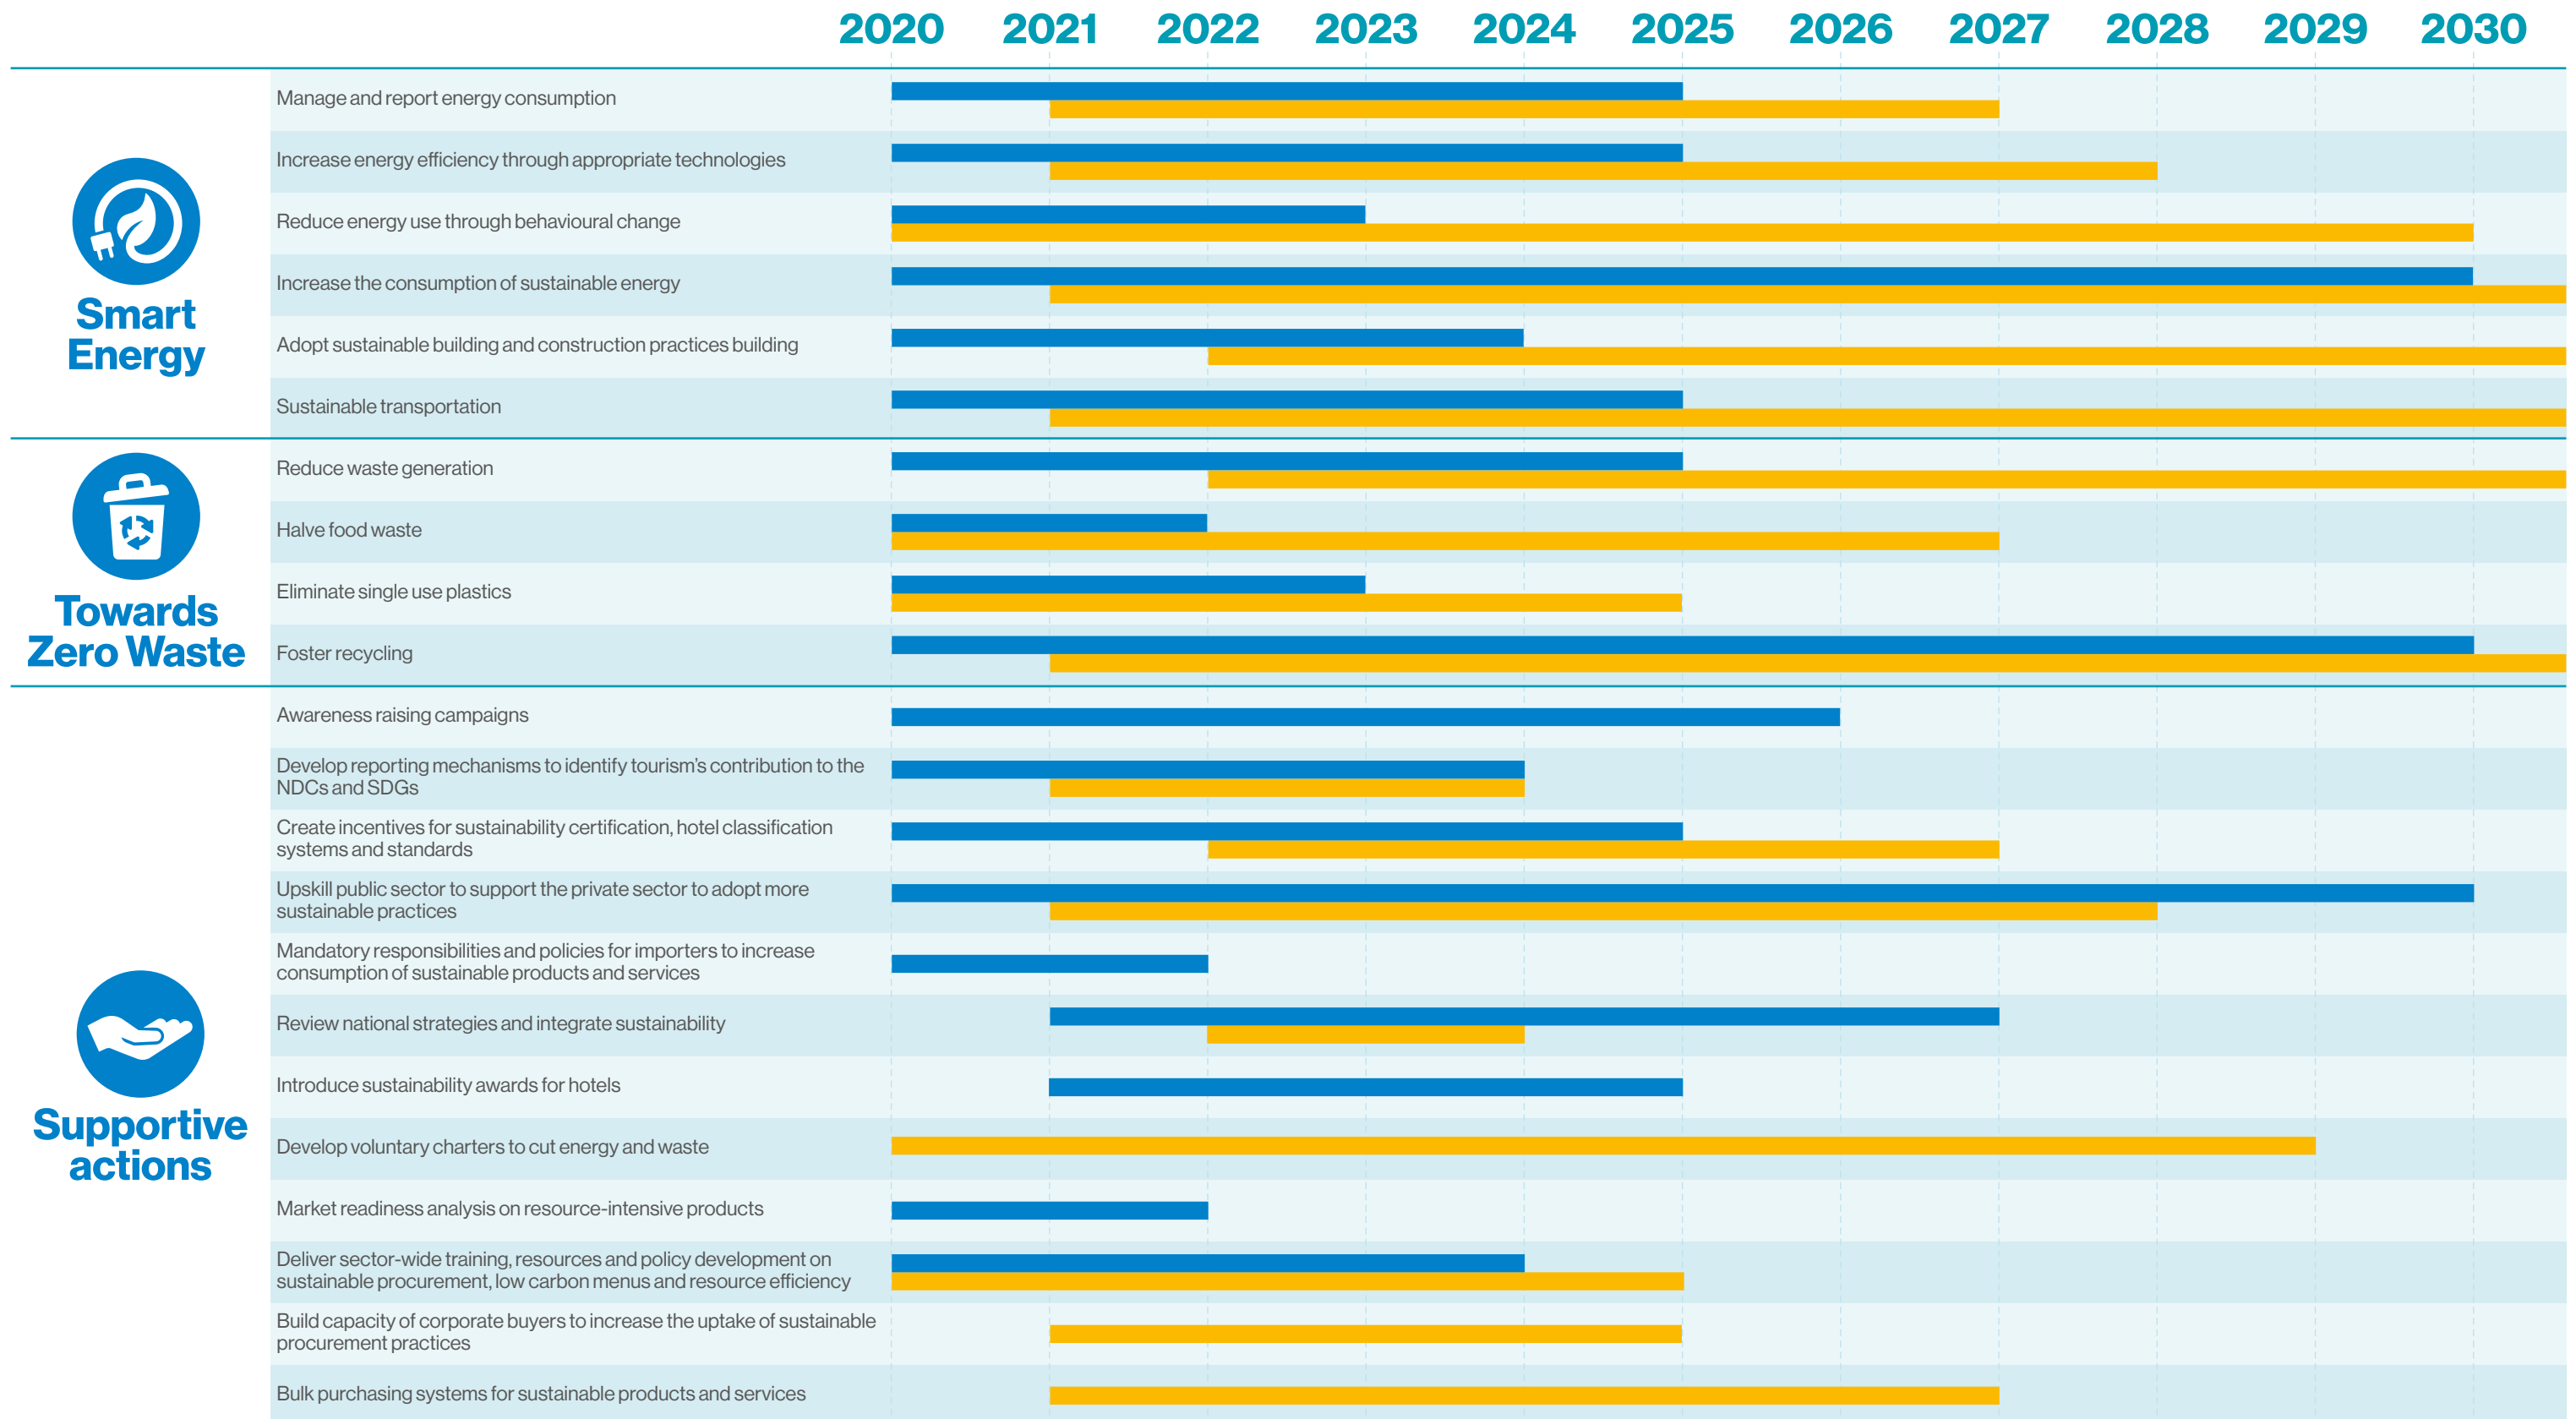 2020 2021 2022 2023 2024 2025 2026 2027 2028 2029 2030
Smart
Energy
Manage and report energy consumption
Increase energy efficiency through appropriate technologies
Reduce energy use through behavioural change
Increase the consumption of sustainable energy
Adopt sustainable building and construction practices building
Sustainable transportation
Towards
Zero Waste
Reduce waste generation
Halve food waste
Eliminate single use plastics
Foster recycling
Supportive
actions
Awareness raising campaigns
Develop reporting mechanisms to identify tourism’s contribution to the
NDCs and SDGs
Create incentives for sustainability certification, hotel classification
systems and standards
Upskill public sector to support the private sector to adopt more
sustainable practices
Mandatory responsibilities and policies for importers to increase
consumption of sustainable products and services
Review national strategies and integrate sustainability
Introduce sustainability awards for hotels
Develop voluntary charters to cut energy and waste
Market readiness analysis on resource-intensive products
Deliver sector-wide training, resources and policy development on
sustainable procurement, low carbon menus and resource efficiency
Build capacity of corporate buyers to increase the uptake of sustainable
procurement practices
Bulk purchasing systems for sustainable products and services